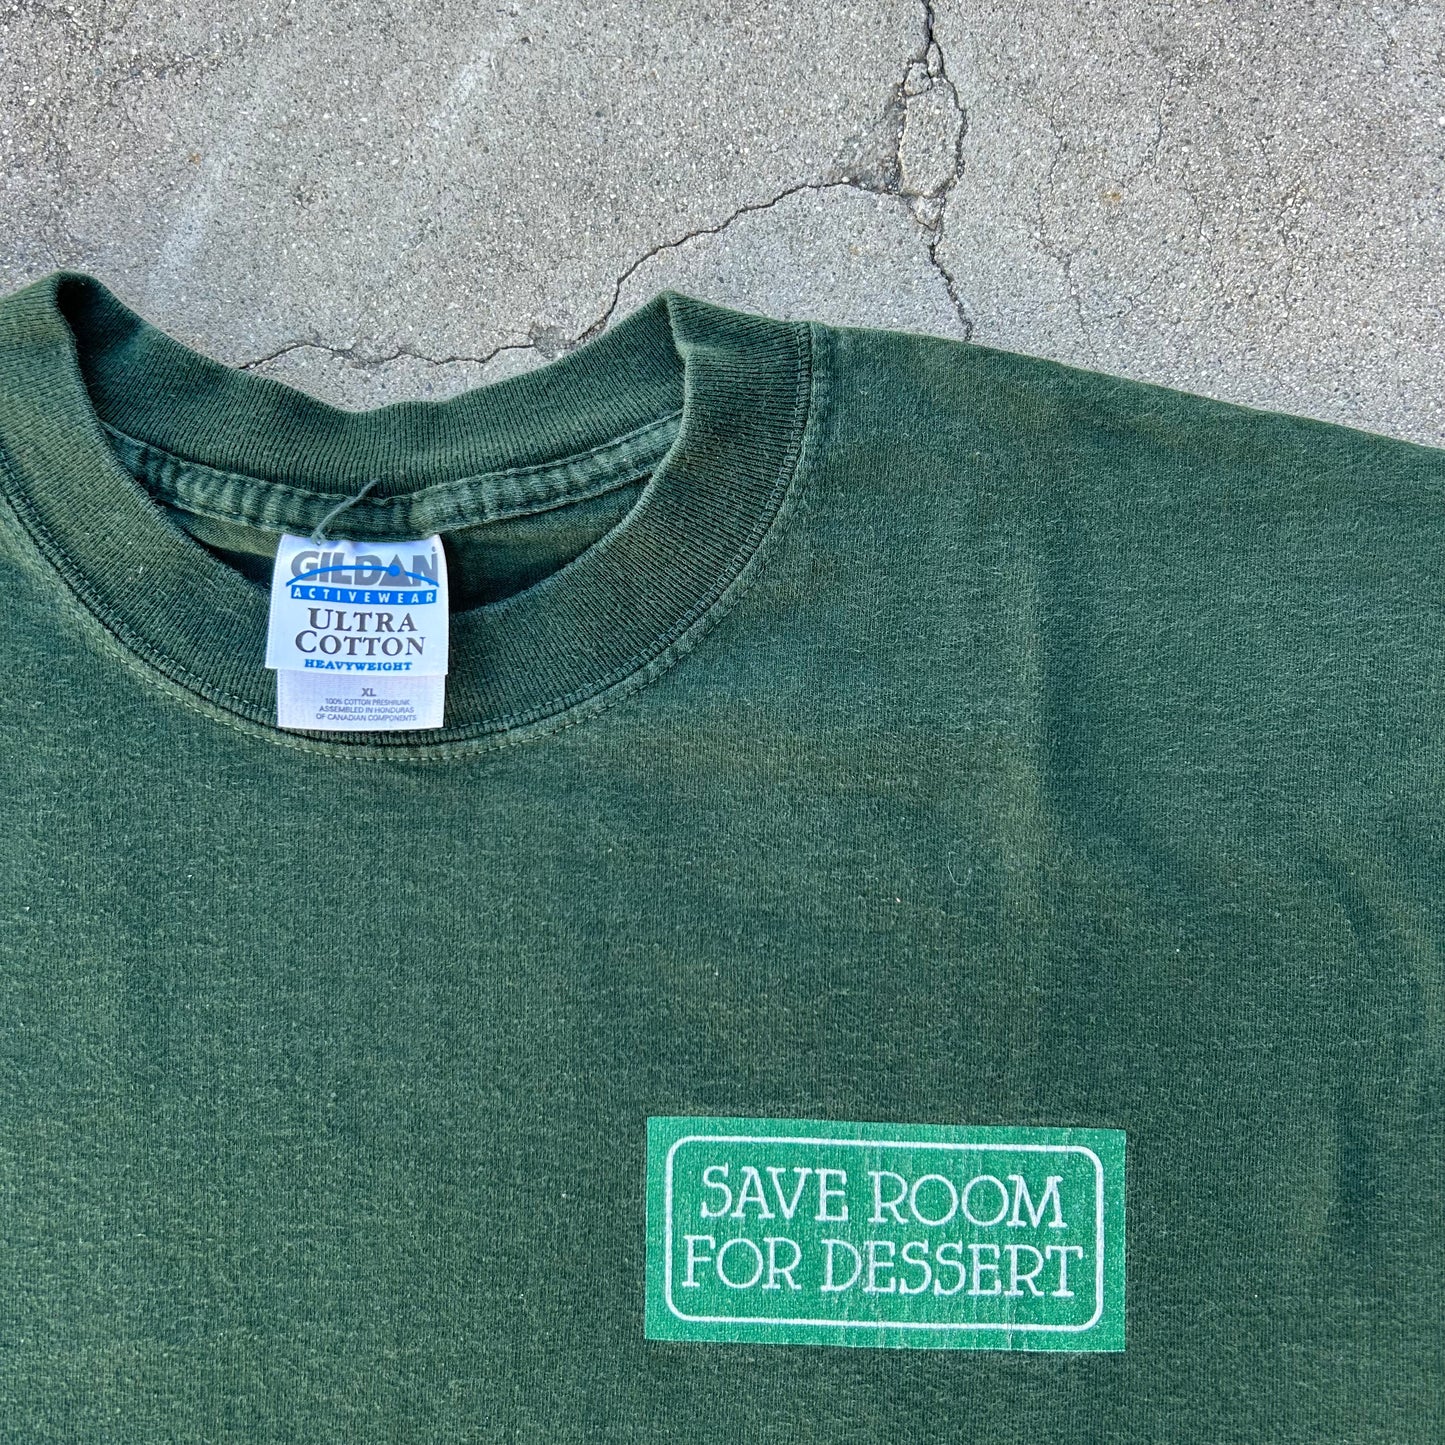 GILDAN
ACTIVEWEAR
ULTRA
COTTON
HEAVYWEIGHT
XL
100% COTTON PRESHRUNK
ASSEMBLED IN HONDURAS
OF CANADIAN COMPONENTS
SAVE ROOM
FOR DESSERT